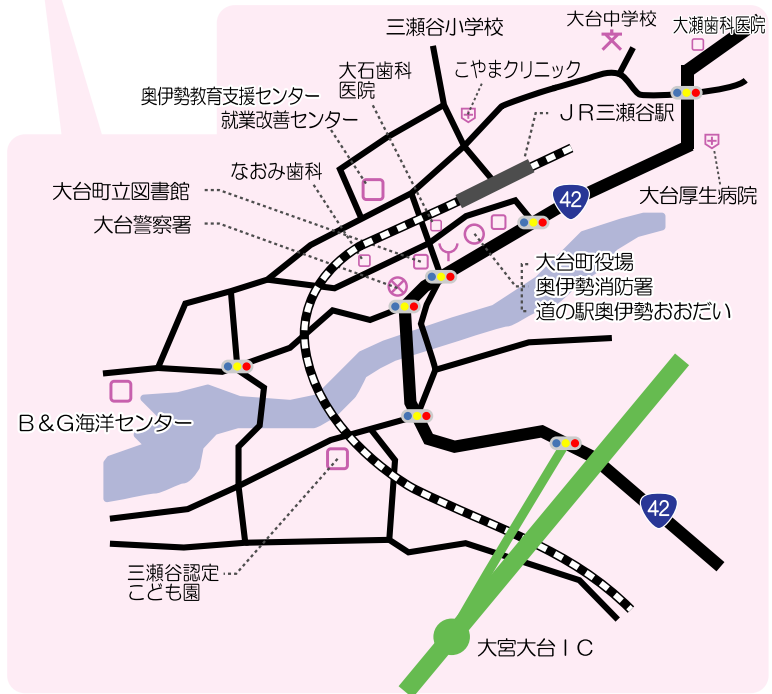 大台中学校
大瀬歯科医院
三瀬谷小学校
大石歯科
医院
こやまクリニック
奥伊勢教育支援センター
就業改善センター
ＪＲ三瀬谷駅
なおみ歯科
大台町立図書館
大台厚生病院
42
大台警察署
大台町役場
奥伊勢消防署
道の駅奥伊勢おおだい
Ｂ＆Ｇ海洋センター
42
三瀬谷認定
こども園
大宮大台ＩＣ